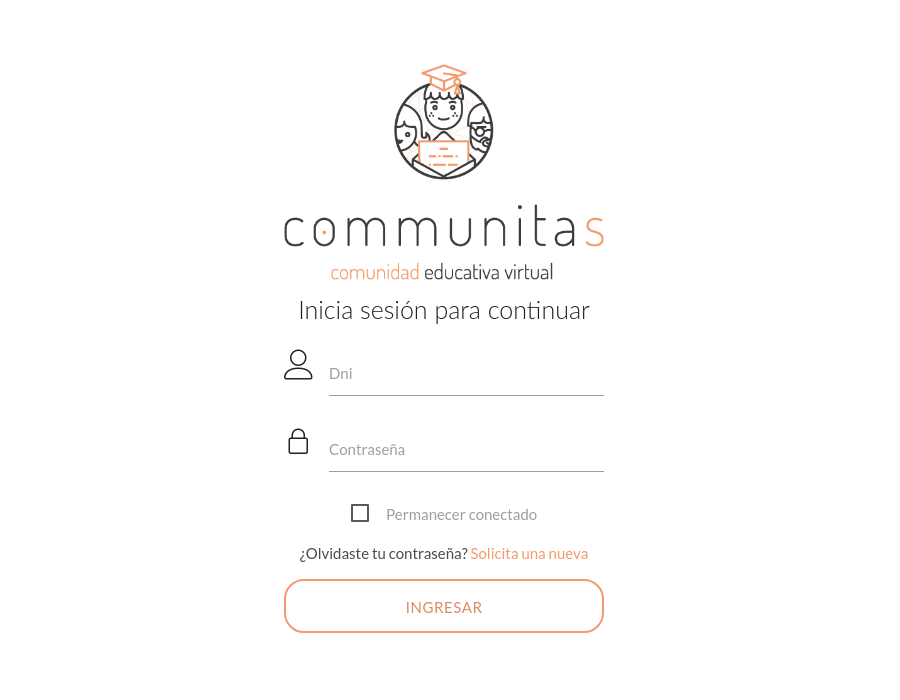 communitas
comunidad educativa virtual
Inicia sesión para continuar
Dni
Contraseña
Permanecer conectado
¿Olvidaste tu contraseña? Solicita una nueva
INGRESAR